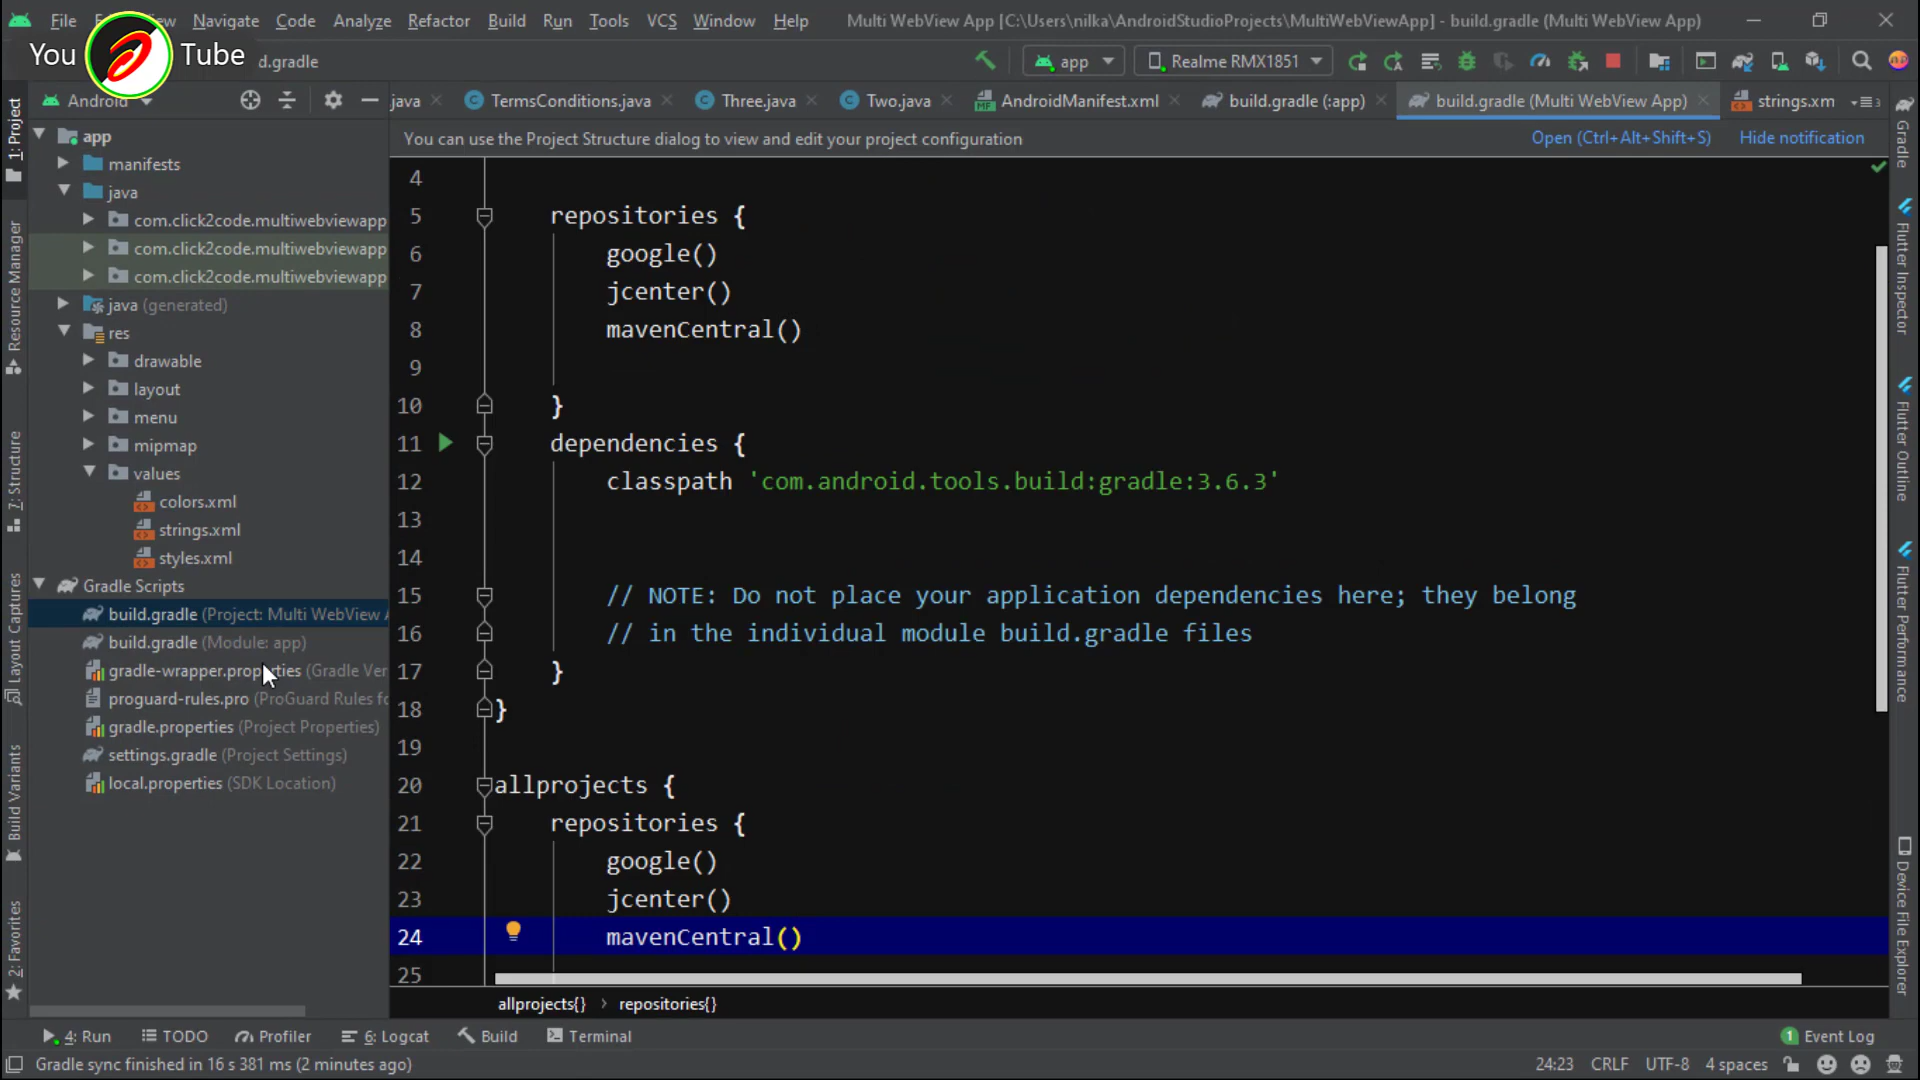 File Navigate Code Analyze Refactor Build Run Tools VCS Window Help Multi WebView App [C:\Users\nilka\AndroidStudioProjects\MultiWebViewApp] - build.gradle (Multi WebView App)
You Tube d.gradle app Realme RMX1851
Android .java TermsConditions.java Three.java Two.java AndroidManifest.xml build.gradle (:app) build.gradle (Multi WebView App) strings.xm
You can use the Project Structure dialog to view and edit your project configuration Open (Ctrl+Alt+Shift+S) Hide notification
1: Project
Resource Manager
7: Structure
Layout Captures
Build Variants
2: Favorites
app
manifests
java
com.click2code.multiwebviewapp
com.click2code.multiwebviewapp
com.click2code.multiwebviewapp
java (generated)
res
drawable
layout
menu
mipmap
values
colors.xml
strings.xml
styles.xml
Gradle Scripts
build.gradle (Project: Multi WebView A
build.gradle (Module: app)
gradle-wrapper.properties (Gradle Ver
proguard-rules.pro (ProGuard Rules fo
gradle.properties (Project Properties)
settings.gradle (Project Settings)
local.properties (SDK Location)
4
5 repositories {
6 google()
7 jcenter()
8 mavenCentral()
9
10 }
11 dependencies {
12 classpath 'com.android.tools.build:gradle:3.6.3'
13
14
15 // NOTE: Do not place your application dependencies here; they belong
16 // in the individual module build.gradle files
17 }
18 }
19
20 allprojects {
21 repositories {
22 google()
23 jcenter()
24 mavenCentral()
25
allprojects{} › repositories{}
Gradle
Flutter Inspector
Flutter Outline
Flutter Performance
Device File Explorer
4: Run TODO Profiler 6: Logcat Build Terminal 1 Event Log
Gradle sync finished in 16 s 381 ms (2 minutes ago) 24:23 CRLF UTF-8 4 spaces